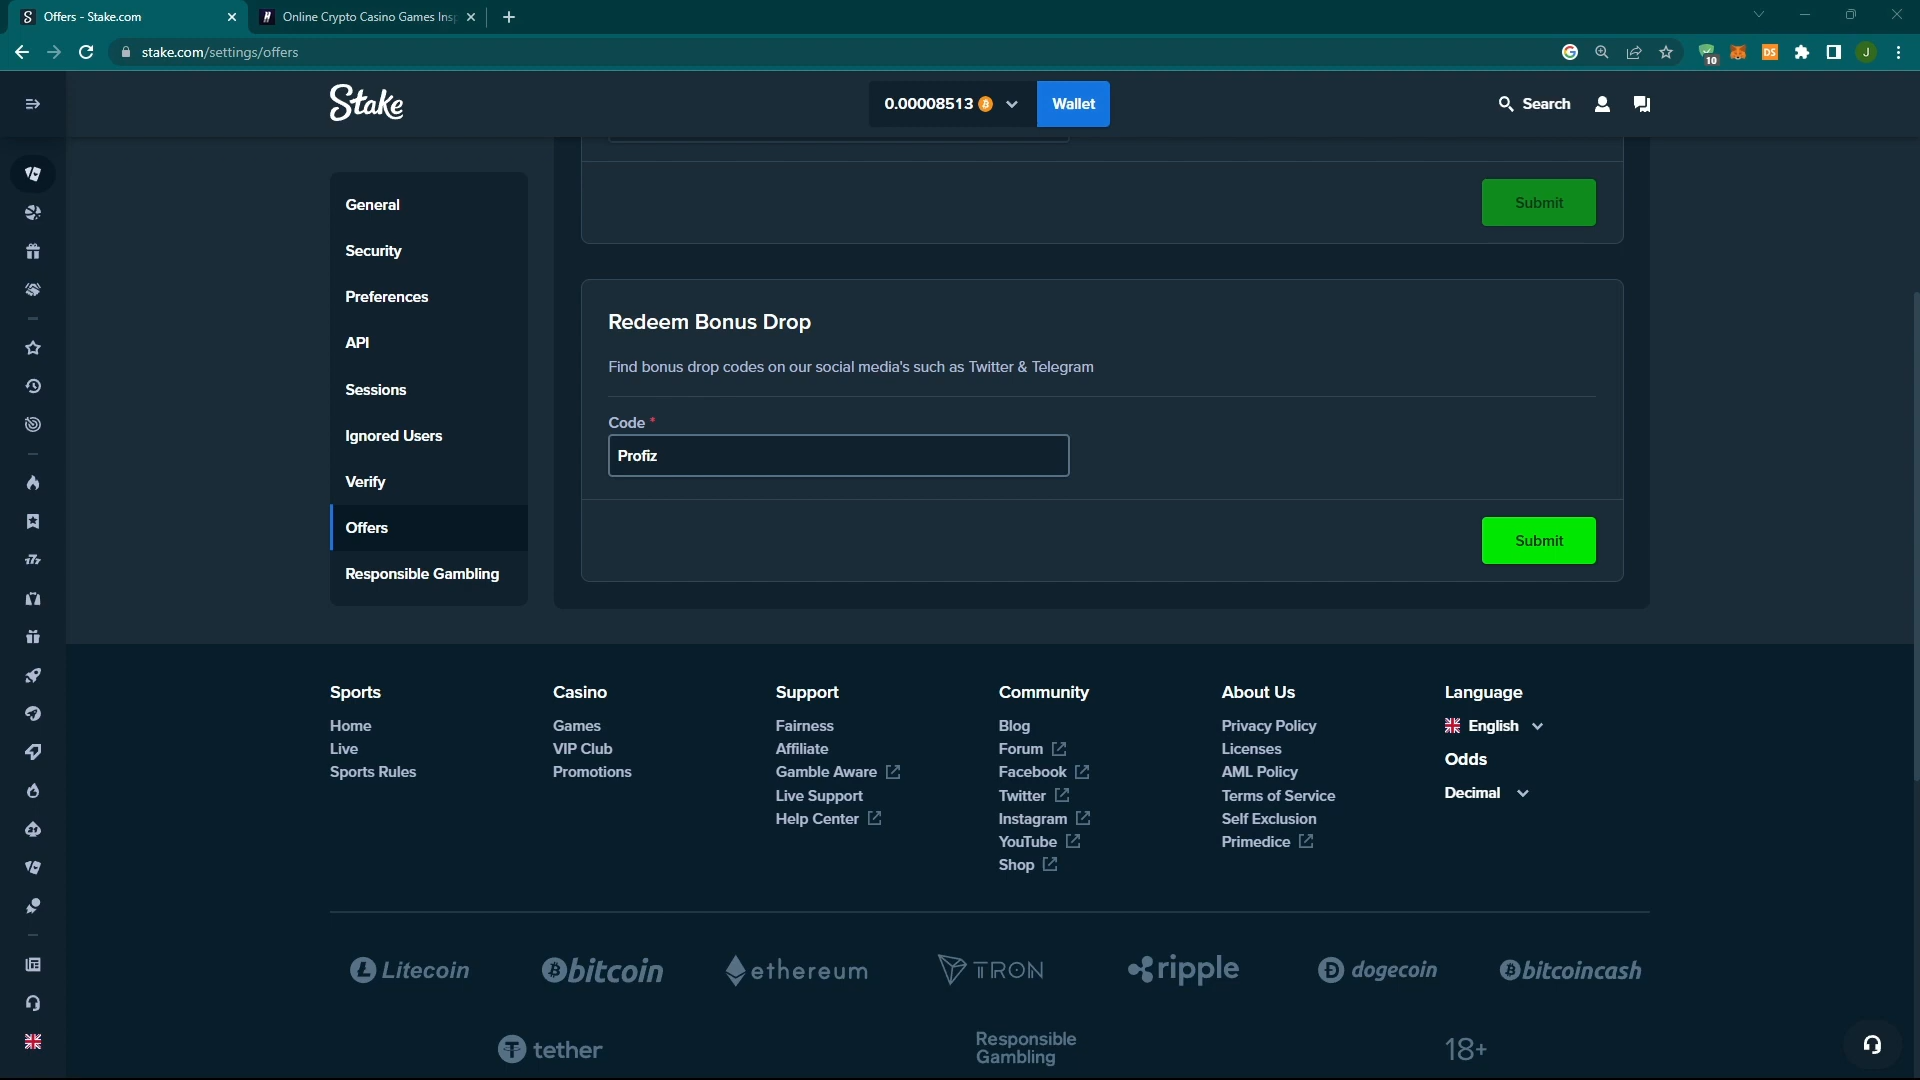 Offers - Stake.com
Online Crypto Casino Games Insp
stake.com/settings/offers
DS
10
J
Stake
0.00008513
Wallet
Search
General
Security
Preferences
API
Sessions
Ignored Users
Verify
Offers
Responsible Gambling
Submit
Redeem Bonus Drop
Find bonus drop codes on our social media's such as Twitter & Telegram
Code *
Profiz
Submit
Sports
Home
Live
Sports Rules
Casino
Games
VIP Club
Promotions
Support
Fairness
Affiliate
Gamble Aware
Live Support
Help Center
Community
Blog
Forum
Facebook
Twitter
Instagram
YouTube
Shop
About Us
Privacy Policy
Licenses
AML Policy
Terms of Service
Self Exclusion
Primedice
Language
English
Odds
Decimal
Litecoin
bitcoin
ethereum
TRON
ripple
dogecoin
bitcoincash
tether
Responsible
Gambling
18+